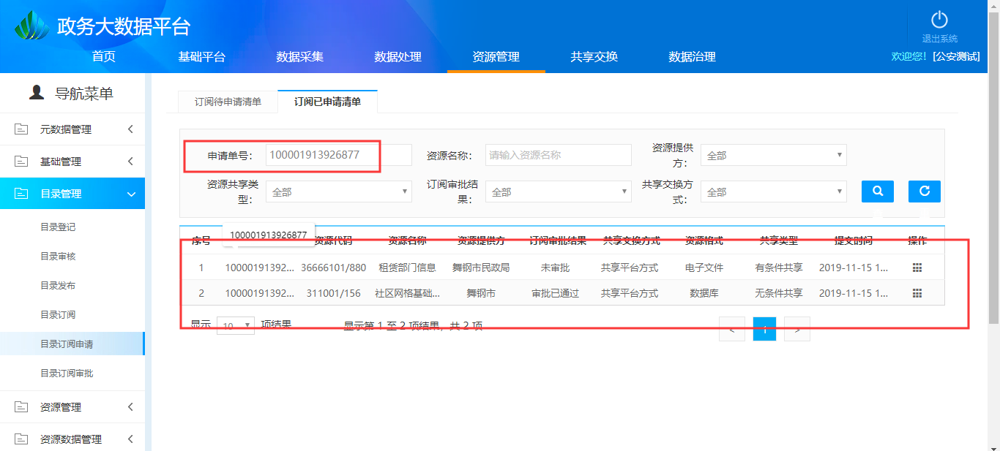 政务大数据平台
退出系统
首页 基础平台 数据采集 数据处理 资源管理 共享交换 数据治理 欢迎您! [公安测试]
导航菜单
元数据管理
基础管理
目录管理
目录登记
目录审核
目录发布
目录订阅
目录订阅申请
目录订阅审批
资源管理
资源数据管理
订阅待申请清单 订阅已申请清单
申请单号: 100001913926877 资源名称: 请输入资源名称 资源提供方: 全部
资源共享类型: 全部 订阅审批结果: 全部 共享交换方式: 全部
100001913926877
序号 资源代码 资源名称 资源提供方 订阅审批结果 共享交换方式 资源格式 共享类型 提交时间 操作
1 10000191392... 36666101/880 租赁部门信息 舞钢市民政局 未审批 共享平台方式 电子文件 有条件共享 2019-11-15 1...
2 10000191392... 311001/156 社区网格基础... 舞钢市 审批已通过 共享平台方式 数据库 无条件共享 2019-11-15 1...
显示 10 项结果 显示第 1 至 2 项结果，共 2 项 < 1 >